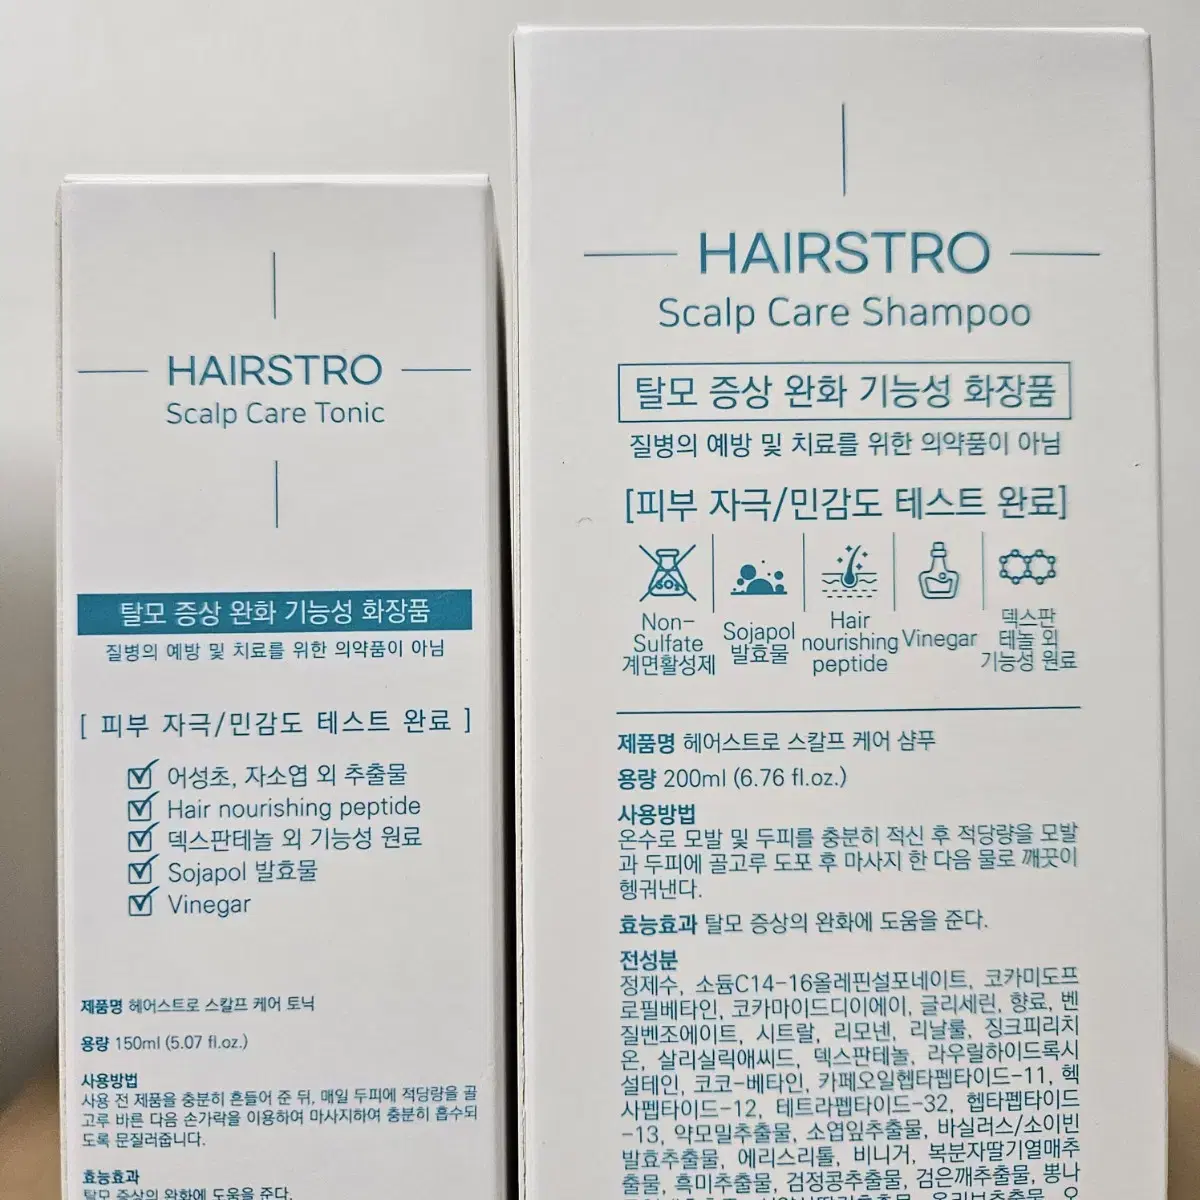 HAIRSTRO
Scalp Care Tonic
탈모 증상 완화 기능성 화장품
질병의 예방 및 치료를 위한 의약품이 아님
[ 피부 자극/민감도 테스트 완료 ]
어성초, 자소엽 외 추출물
Hair nourishing peptide
덱스판테놀 외 기능성 원료
Sojapol 발효물
Vinegar
제품명 헤어스트로 스칼프 케어 토닉
용량 150ml (5.07 fl.oz.)
사용방법
사용 전 제품을 충분히 흔들어 준 뒤, 매일 두피에 적당량을 골
고루 바른 다음 손가락을 이용하여 마사지하여 충분히 흡수되
도록 문질러줍니다.
효능효과
탈모 증상의 완화에 도움을 준다.
HAIRSTRO
Scalp Care Shampoo
탈모 증상 완화 기능성 화장품
질병의 예방 및 치료를 위한 의약품이 아님
[피부 자극/민감도 테스트 완료]
SO₂
Non-
Sulfate
계면활성제
Sojapol
발효물
Hair
nourishing
peptide
Vinegar
덱스판
테놀 외
기능성 원료
제품명 헤어스트로 스칼프 케어 샴푸
용량 200ml (6.76 fl.oz.)
사용방법
온수로 모발 및 두피를 충분히 적신 후 적당량을 모발
과 두피에 골고루 도포 후 마사지 한 다음 물로 깨끗이
헹궈낸다.
효능효과 탈모 증상의 완화에 도움을 준다.
전성분
정제수, 소듐C14-16올레핀설포네이트, 코카미도프
로필베타인, 코카마이드디이에이, 글리세린, 향료, 벤
질벤조에이트, 시트랄, 리모넨, 리날룰, 징크피리치
온, 살리실릭애씨드, 덱스판테놀, 라우릴하이드록시
설테인, 코코-베타인, 카페오일헵타펩타이드-11, 헥
사펩타이드-12, 테트라펩타이드-32, 헵타펩타이드
-13, 약모밀추출물, 소엽잎추출물, 바실러스/소이빈
발효추출물, 에리스리톨, 비니거, 복분자딸기열매추
출물, 흑미추출물, 검정콩추출물, 검은깨추출물, 뽕나